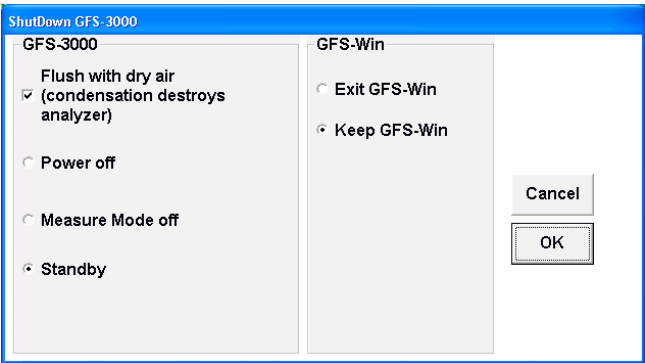 ShutDown GFS-3000
GFS-3000
Flush with dry air
(condensation destroys
analyzer)
Power off
Measure Mode off
Standby
GFS-Win
Exit GFS-Win
Keep GFS-Win
Cancel
OK